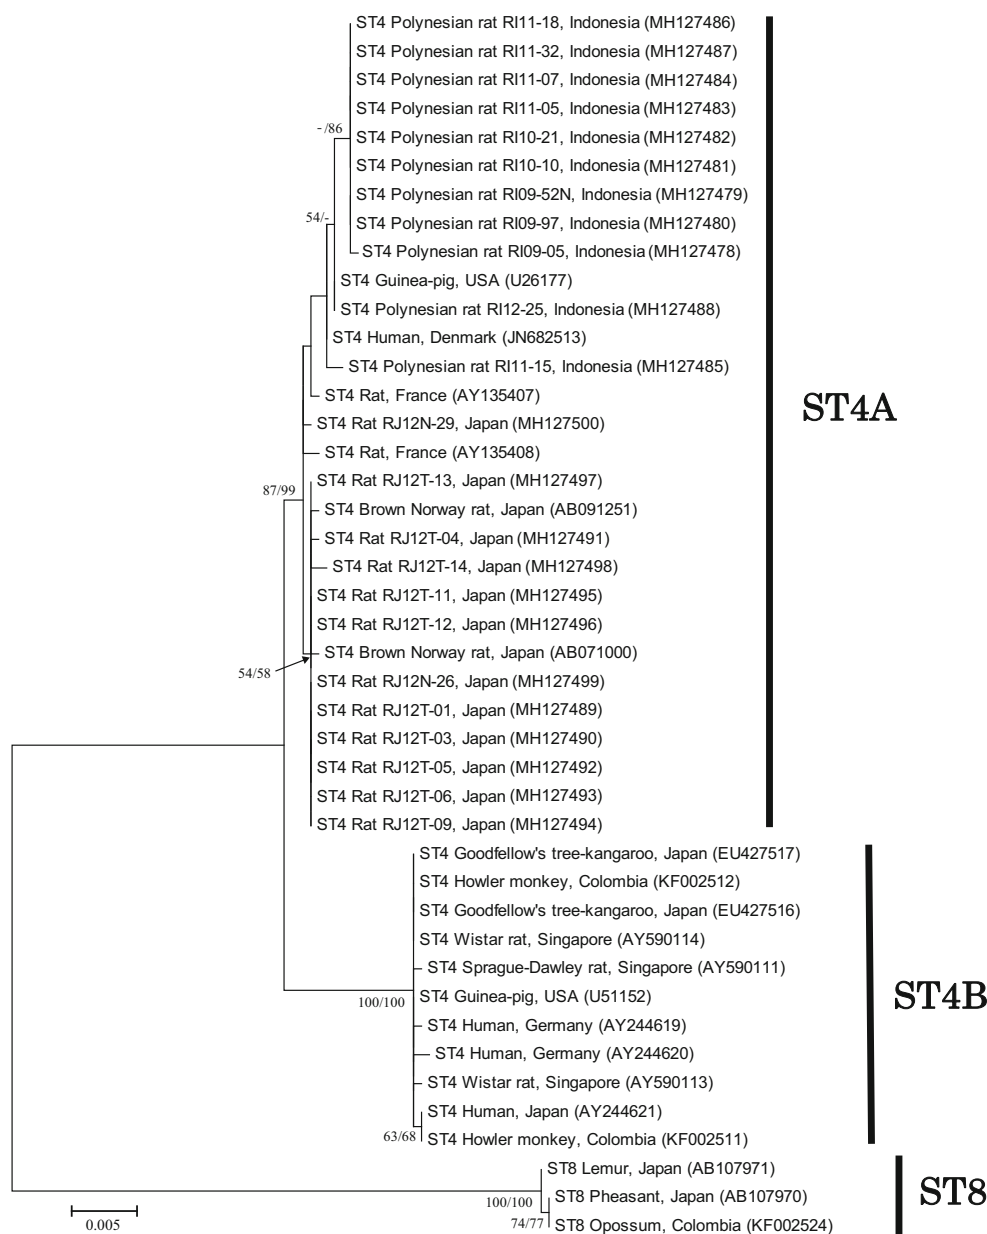 ST4 Polynesian rat RI11-18, Indonesia (MH127486)
ST4 Polynesian rat RI11-32, Indonesia (MH127487)
ST4 Polynesian rat RI11-07, Indonesia (MH127484)
ST4 Polynesian rat RI11-05, Indonesia (MH127483)
- /86
ST4 Polynesian rat RI10-21, Indonesia (MH127482)
ST4 Polynesian rat RI10-10, Indonesia (MH127481)
ST4 Polynesian rat RI09-52N, Indonesia (MH127479)
54/-
ST4 Polynesian rat RI09-97, Indonesia (MH127480)
ST4 Polynesian rat RI09-05, Indonesia (MH127478)
ST4 Guinea-pig, USA (U26177)
ST4 Polynesian rat RI12-25, Indonesia (MH127488)
ST4 Human, Denmark (JN682513)
ST4 Polynesian rat RI11-15, Indonesia (MH127485)
ST4 Rat, France (AY135407)
ST4A
ST4 Rat RJ12N-29, Japan (MH127500)
ST4 Rat, France (AY135408)
ST4 Rat RJ12T-13, Japan (MH127497)
87/99
ST4 Brown Norway rat, Japan (AB091251)
ST4 Rat RJ12T-04, Japan (MH127491)
ST4 Rat RJ12T-14, Japan (MH127498)
ST4 Rat RJ12T-11, Japan (MH127495)
ST4 Rat RJ12T-12, Japan (MH127496)
ST4 Brown Norway rat, Japan (AB071000)
54/58
ST4 Rat RJ12N-26, Japan (MH127499)
ST4 Rat RJ12T-01, Japan (MH127489)
ST4 Rat RJ12T-03, Japan (MH127490)
ST4 Rat RJ12T-05, Japan (MH127492)
ST4 Rat RJ12T-06, Japan (MH127493)
ST4 Rat RJ12T-09, Japan (MH127494)
ST4 Goodfellow's tree-kangaroo, Japan (EU427517)
ST4 Howler monkey, Colombia (KF002512)
ST4 Goodfellow's tree-kangaroo, Japan (EU427516)
ST4 Wistar rat, Singapore (AY590114)
ST4 Sprague-Dawley rat, Singapore (AY590111)
ST4B
100/100
ST4 Guinea-pig, USA (U51152)
ST4 Human, Germany (AY244619)
ST4 Human, Germany (AY244620)
ST4 Wistar rat, Singapore (AY590113)
ST4 Human, Japan (AY244621)
63/68
ST4 Howler monkey, Colombia (KF002511)
ST8 Lemur, Japan (AB107971)
ST8
100/100
ST8 Pheasant, Japan (AB107970)
74/77
ST8 Opossum, Colombia (KF002524)
0.005